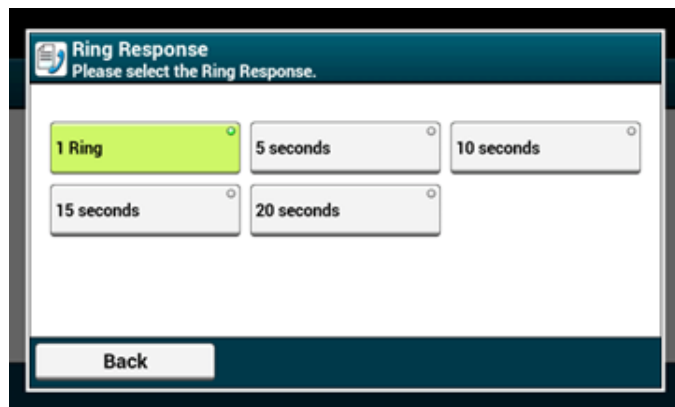 Ring Response
Please select the Ring Response.
1 Ring
5 seconds
10 seconds
15 seconds
20 seconds
Back